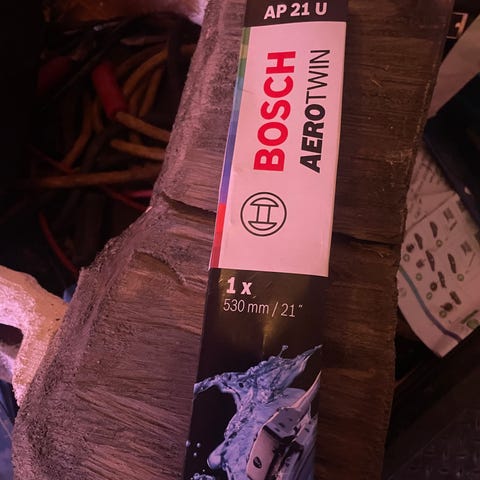 AP 21 U
BOSCH
AEROTWIN
1 x
530 mm / 21"